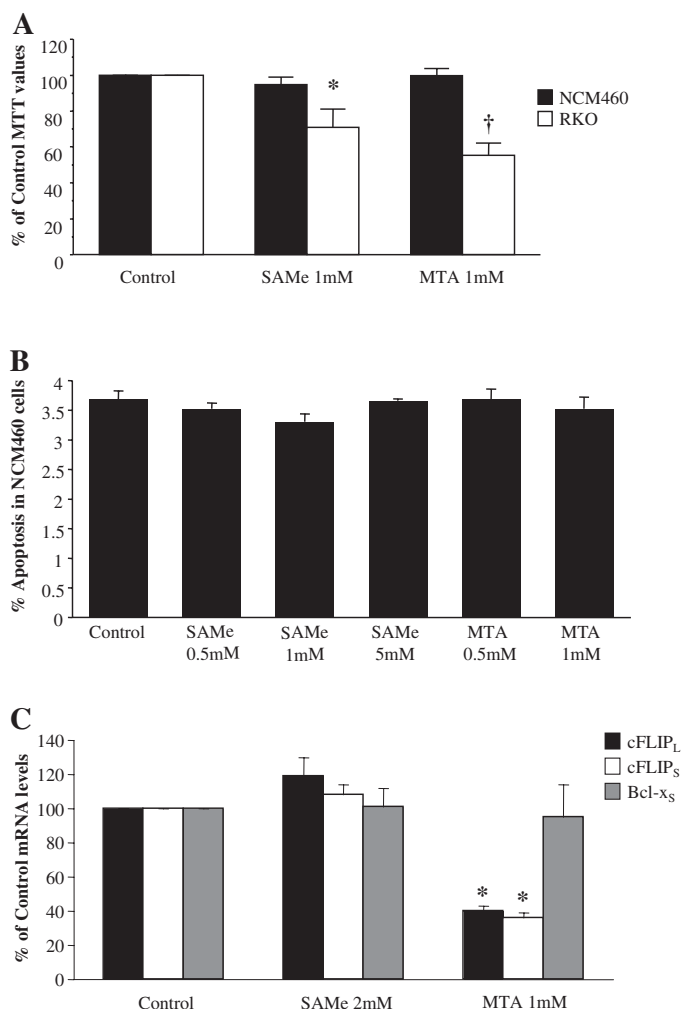 A
% of Control MTT values
120
100
80
60
40
20
0
*
†
NCM460
RKO
Control
SAMe 1mM
MTA 1mM
B
% Apoptosis in NCM460 cells
4
3.5
3
2.5
2
1.5
1
0.5
0
Control
SAMe
0.5mM
SAMe
1mM
SAMe
5mM
MTA
0.5mM
MTA
1mM
C
% of Control mRNA levels
140
120
100
80
60
40
20
0
*
*
cFLIPL
cFLIPS
Bcl-xS
Control
SAMe 2mM
MTA 1mM